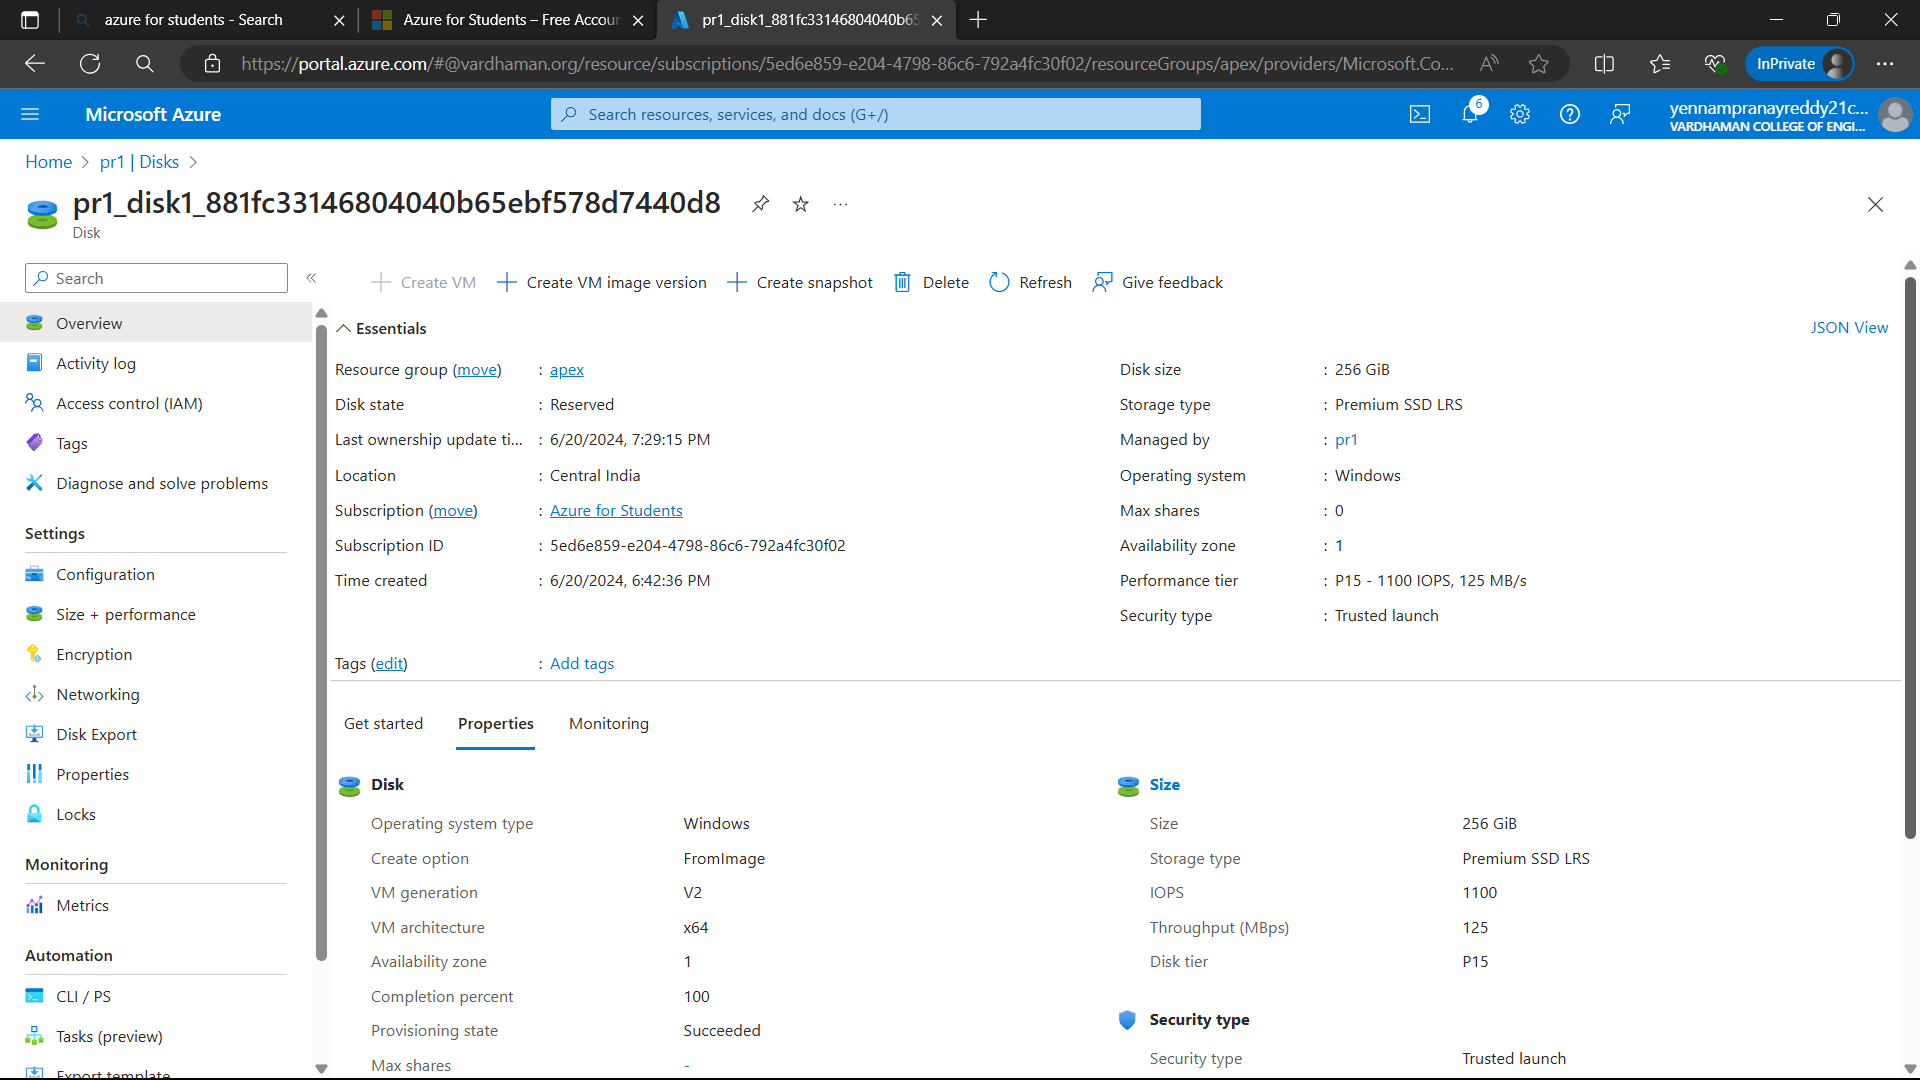 azure for students - Search
Azure for Students – Free Accoun
pr1_disk1_881fc33146804040b65
https://portal.azure.com/#@vardhaman.org/resource/subscriptions/5ed6e859-e204-4798-86c6-792a4fc30f02/resourceGroups/apex/providers/Microsoft.Co...
InPrivate
Microsoft Azure
Search resources, services, and docs (G+/)
6
yennampranayreddy21c...
VARDHAMAN COLLEGE OF ENGI...
Home > pr1 | Disks >
pr1_disk1_881fc33146804040b65ebf578d7440d8
Disk
Search
Create VM
Create VM image version
Create snapshot
Delete
Refresh
Give feedback
Overview
Activity log
Access control (IAM)
Tags
Diagnose and solve problems
Settings
Configuration
Size + performance
Encryption
Networking
Disk Export
Properties
Locks
Monitoring
Metrics
Automation
CLI / PS
Tasks (preview)
Export template
Essentials
JSON View
Resource group (move) : apex
Disk state : Reserved
Last ownership update ti... : 6/20/2024, 7:29:15 PM
Location : Central India
Subscription (move) : Azure for Students
Subscription ID : 5ed6e859-e204-4798-86c6-792a4fc30f02
Time created : 6/20/2024, 6:42:36 PM
Disk size : 256 GiB
Storage type : Premium SSD LRS
Managed by : pr1
Operating system : Windows
Max shares : 0
Availability zone : 1
Performance tier : P15 - 1100 IOPS, 125 MB/s
Security type : Trusted launch
Tags (edit) : Add tags
Get started
Properties
Monitoring
Disk
Operating system type Windows
Create option FromImage
VM generation V2
VM architecture x64
Availability zone 1
Completion percent 100
Provisioning state Succeeded
Max shares -
Size
Size 256 GiB
Storage type Premium SSD LRS
IOPS 1100
Throughput (MBps) 125
Disk tier P15
Security type
Security type Trusted launch